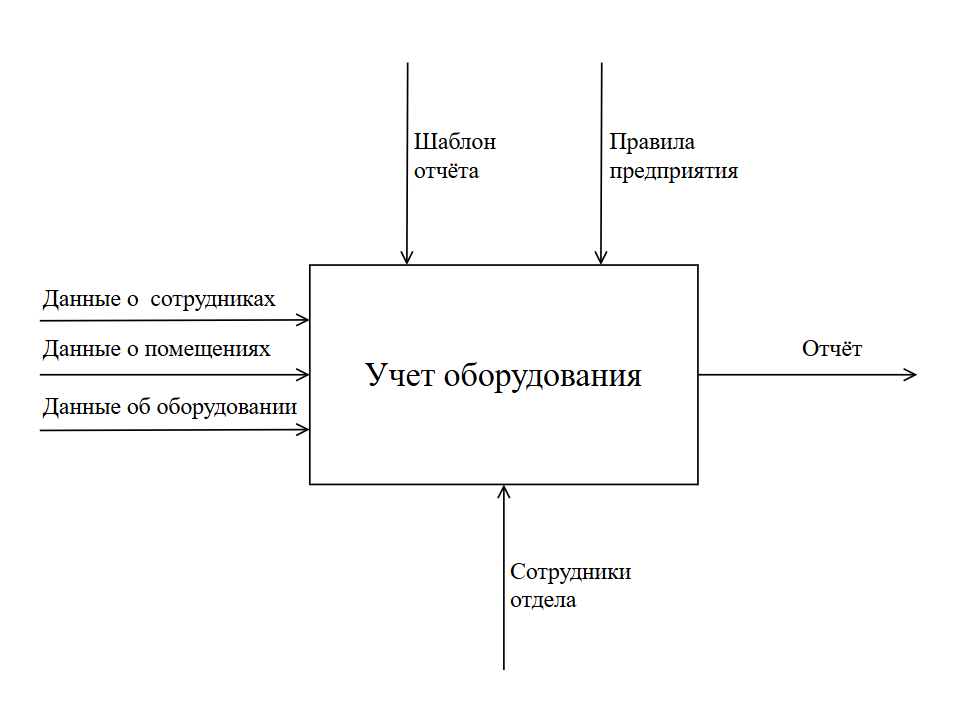 Шаблон
отчёта
Правила
предприятия
Данные о  сотрудниках
Данные о помещениях
Данные об оборудовании
Учет оборудования
Отчёт
Сотрудники
отдела